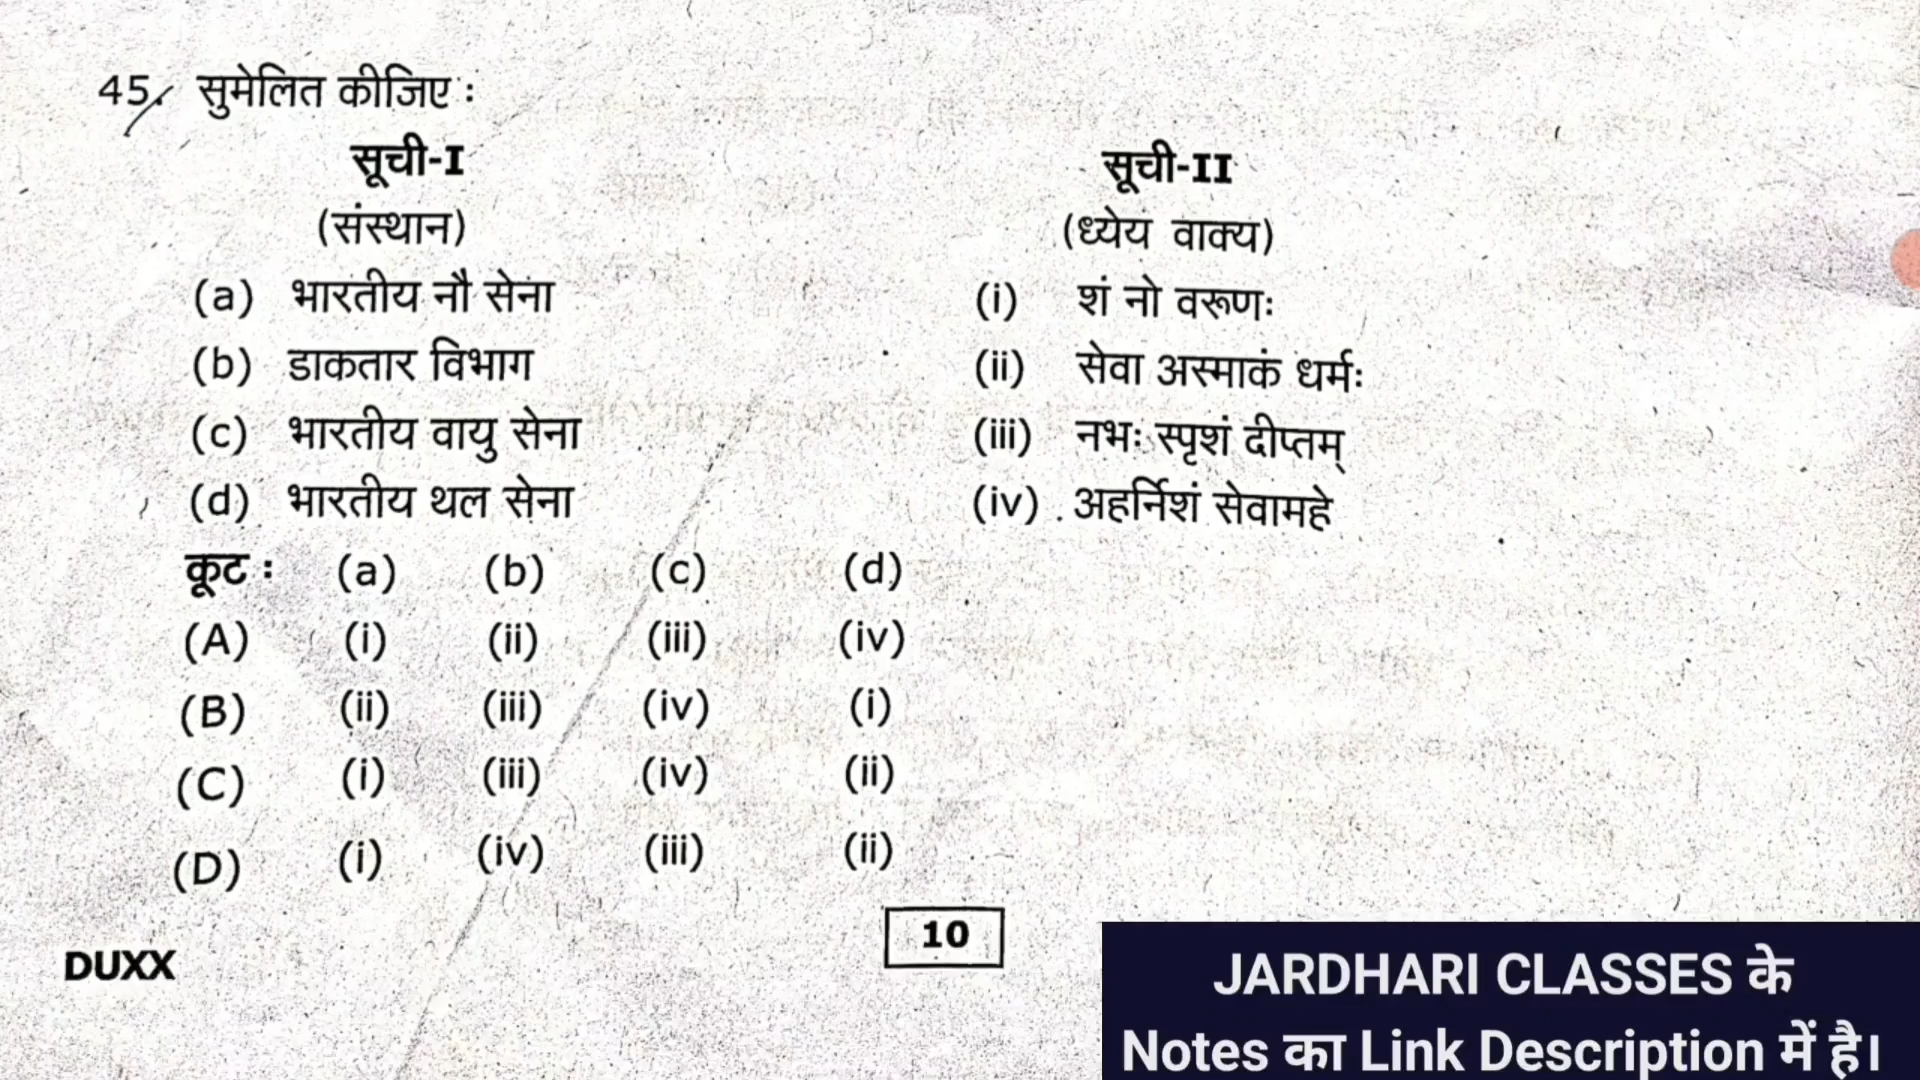 45. सुमेलित कीजिए :
सूची-I सूची-II
(संस्थान) (ध्येय वाक्य)
(a) भारतीय नौ सेना (i) शं नो वरूणः
(b) डाकतार विभाग (ii) सेवा अस्माकं धर्मः
(c) भारतीय वायु सेना (iii) नभः स्पृशं दीप्तम्
(d) भारतीय थल सेना (iv) अहर्निशं सेवामहे
कूट : (a) (b) (c) (d)
(A) (i) (ii) (iii) (iv)
(B) (ii) (iii) (iv) (i)
(C) (i) (iii) (iv) (ii)
(D) (i) (iv) (iii) (ii)
DUXX 10
JARDHARI CLASSES के
Notes का Link Description में है।